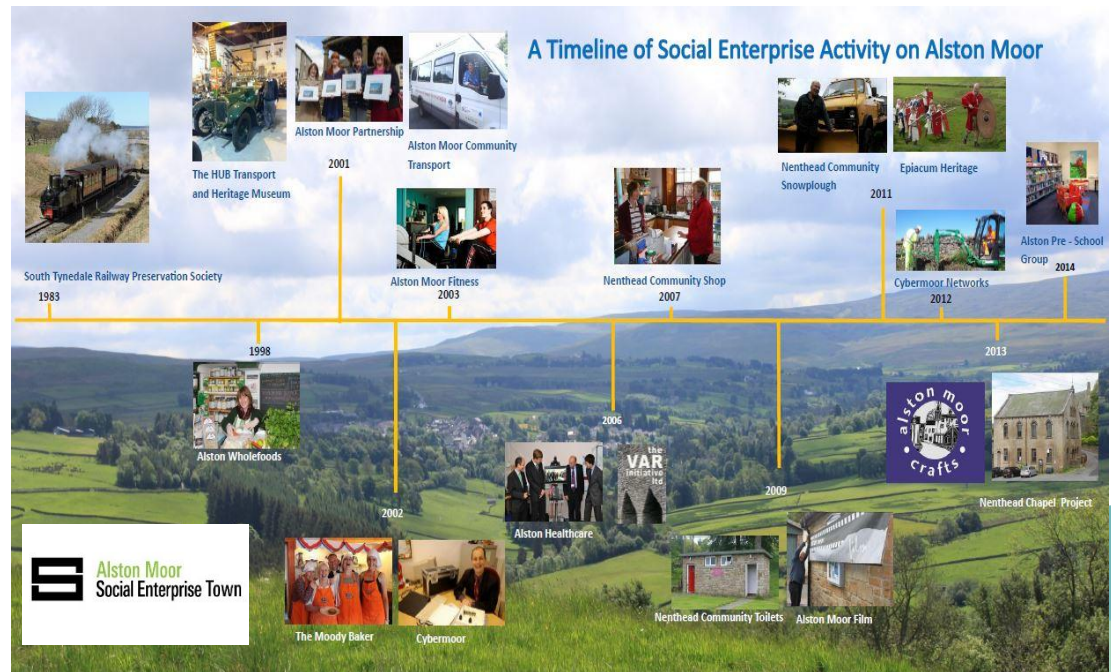 A Timeline of Social Enterprise Activity on Alston Moor
Alston Moor Partnership
2001
Alston Moor Community
Transport
The HUB Transport
and Heritage Museum
Nenthead Community
Snowplough
2011
Epiacum Heritage
South Tynedale Railway Preservation Society
1983
Alston Moor Fitness
2003
Nenthead Community Shop
2007
Cybermoor Networks
2012
Alston Pre - School
Group
2014
1998
Alston Wholefoods
2002
The Moody Baker
Cybermoor
2006
Alston Healthcare
the
VAR
initiative
ltd
2009
Nenthead Community Toilets
Alston Moor Film
2013
alston moor
crafts
Nenthead Chapel Project
Alston Moor
Social Enterprise Town